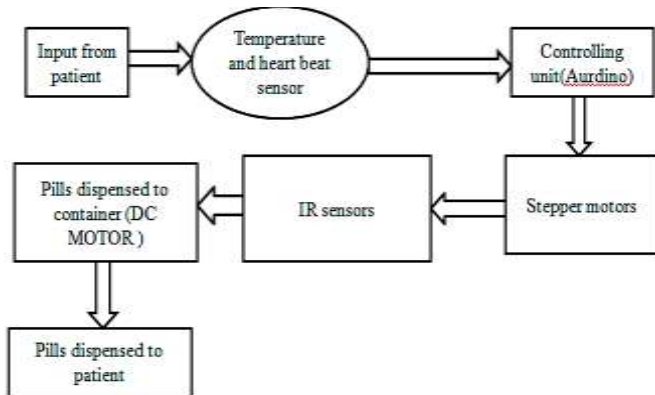 Input from
patient
Temperature
and heart beat
sensor
Controlling
unit(Aurdino)
Stepper motors
IR sensors
Pills dispensed to
container (DC
MOTOR )
Pills dispensed to
patient